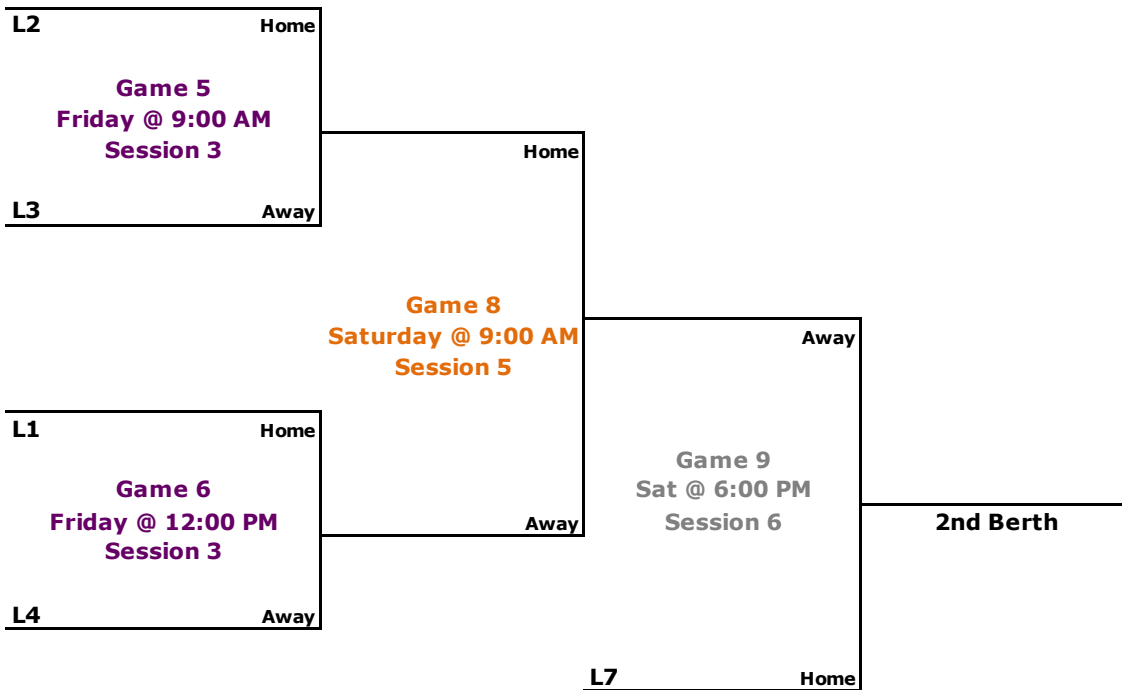 L2
Home
Game 5
Friday @ 9:00 AM
Session 3
L3
Away
Home
Game 8
Saturday @ 9:00 AM
Session 5
Away
L1
Home
Game 6
Friday @ 12:00 PM
Session 3
L4
Away
Away
Game 9
Sat @ 6:00 PM
Session 6
L7
Home
2nd Berth